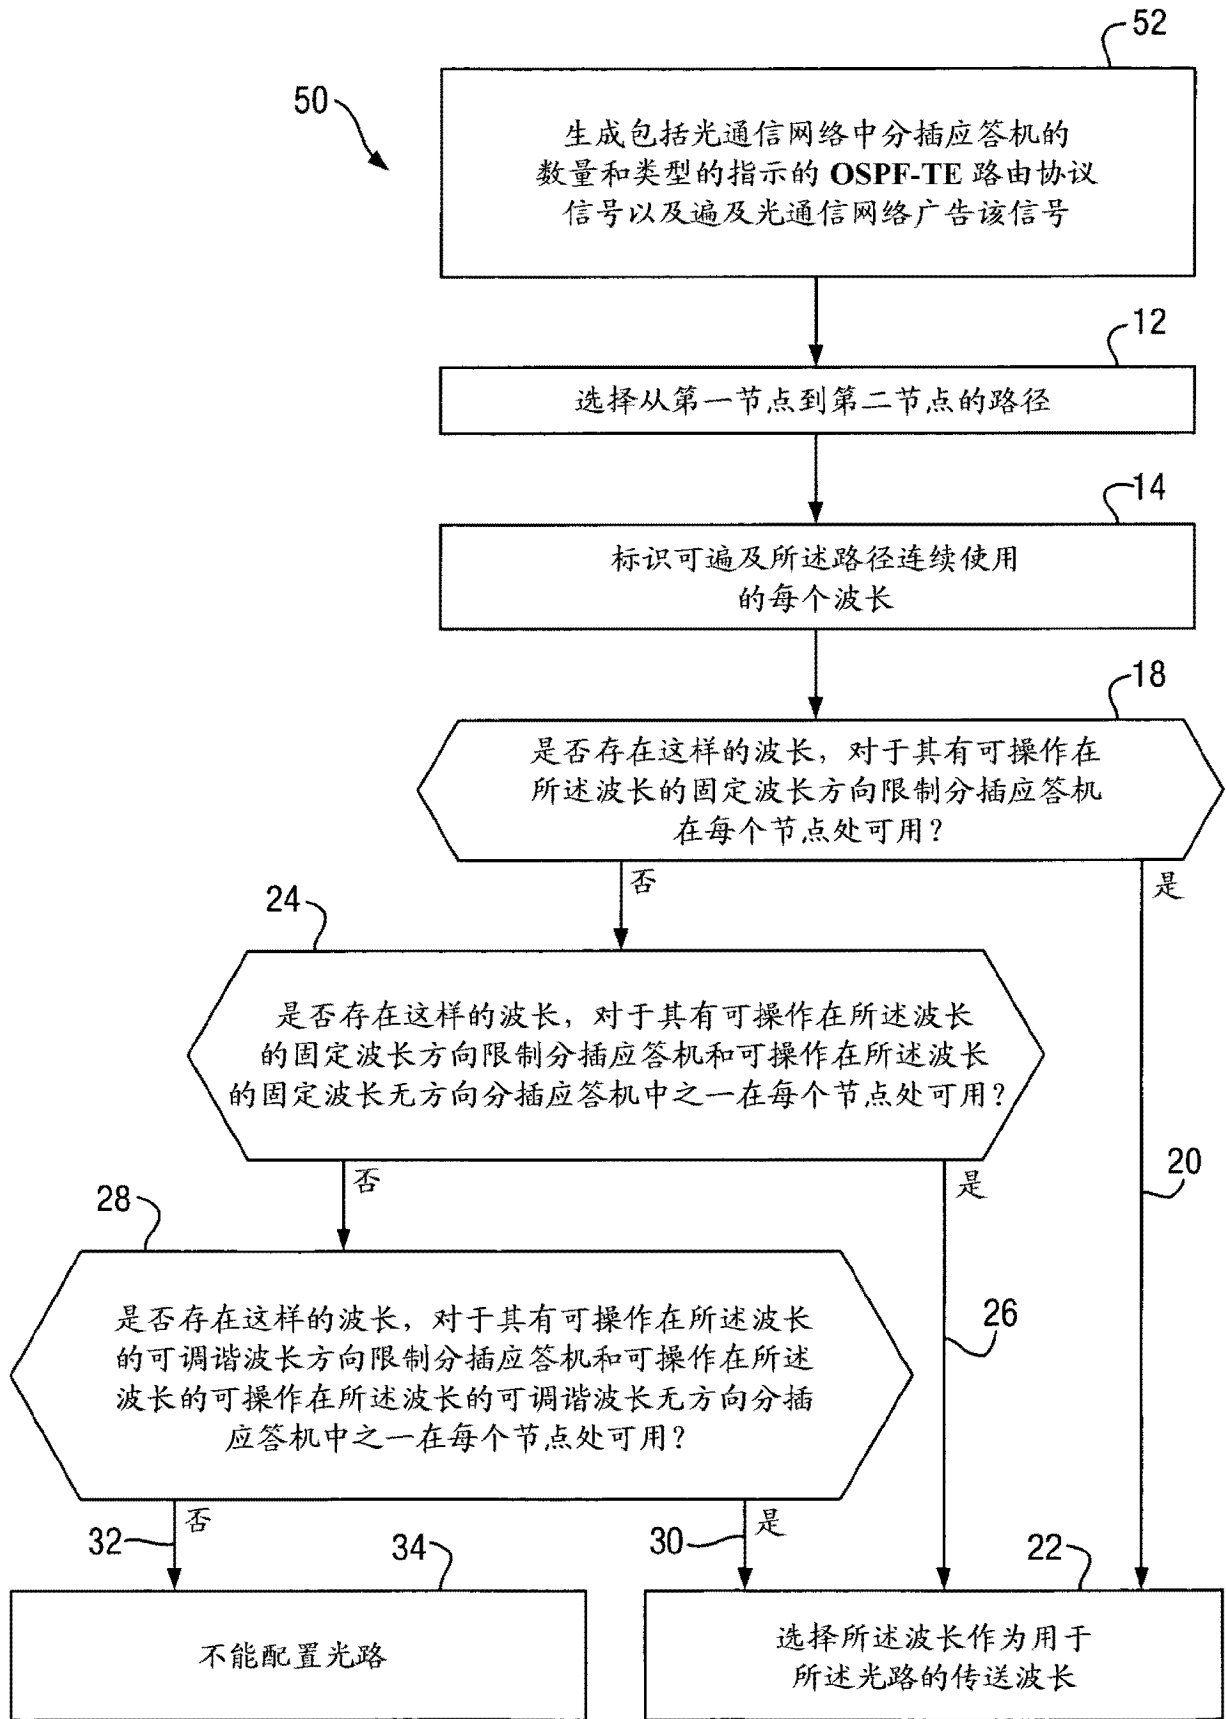 52
50
生成包括光通信网络中分插应答机的
数量和类型的指示的 OSPF-TE 路由协议
信号以及遍及光通信网络广告该信号
12
选择从第一节点到第二节点的路径
14
标识可遍及所述路径连续使用
的每个波长
18
是否存在这样的波长，对于其有可操作在
所述波长的固定波长方向限制分插应答机
在每个节点处可用？
否
是
24
是否存在这样的波长，对于其有可操作在所述波长
的固定波长方向限制分插应答机和可操作在所述波长
的固定波长无方向分插应答机中之一在每个节点处可用？
否
是
20
28
是否存在这样的波长，对于其有可操作在所述波长
的可调谐波长方向限制分插应答机和可操作在所述
波长的可操作在所述波长的可调谐波长无方向分插
应答机中之一在每个节点处可用？
26
否
是
32
34
30
22
不能配置光路
选择所述波长作为用于
所述光路的传送波长